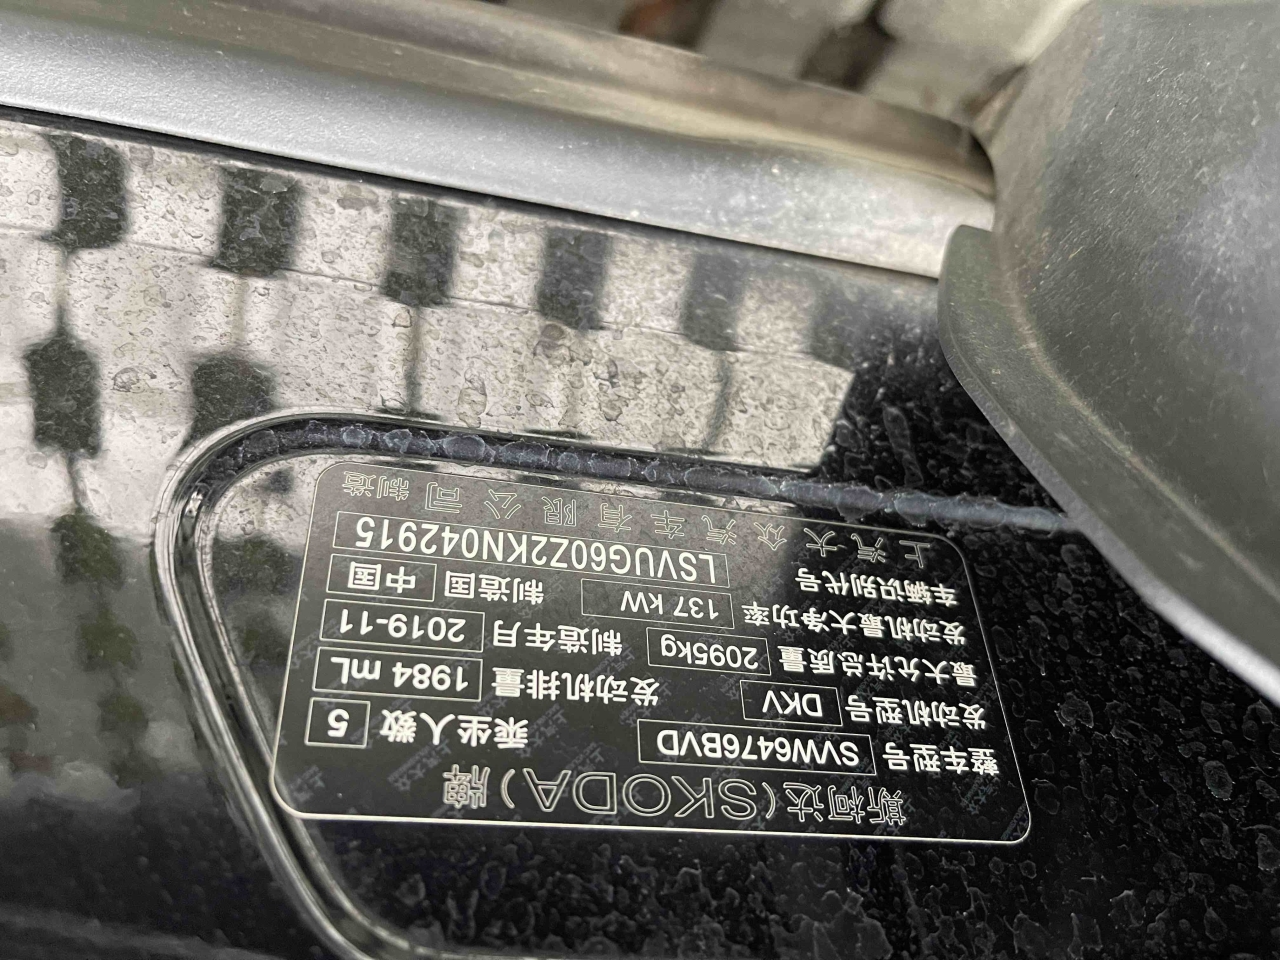 斯柯达(SKODA)牌
整车型号 SVW6476BVD 乘坐人数 5
发动机型号 DKV 发动机排量 1984 mL
最大允许总质量 2095kg 制造年月 2019-11
发动机最大净功率 137 kW 制造国 中国
车辆识别代号 LSVUG60Z2KN042915
上汽大众汽车有限公司 制造